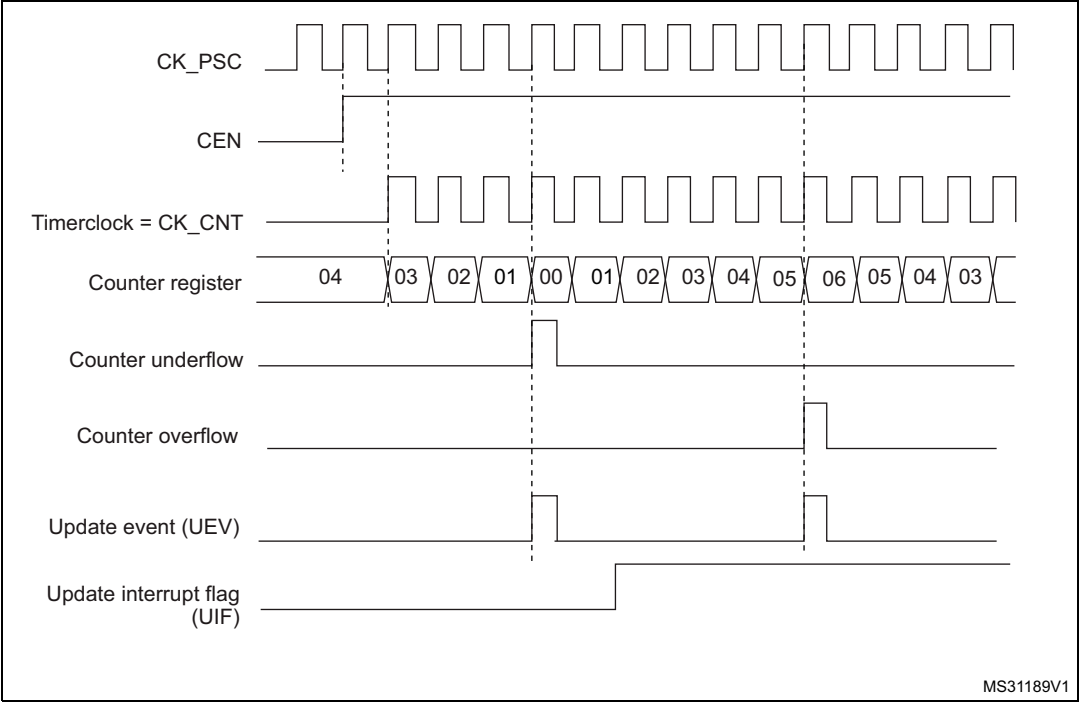 CK_PSC
CEN
Timerclock = CK_CNT
Counter register 04 03 02 01 00 01 02 03 04 05 06 05 04 03
Counter underflow
Counter overflow
Update event (UEV)
Update interrupt flag
(UIF)
MS31189V1